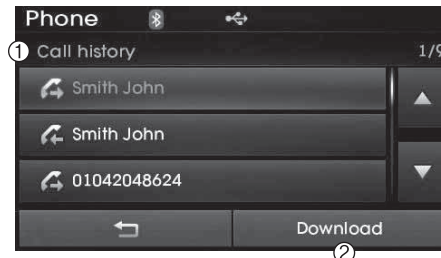 Phone
① Call history 1/9
Smith John
Smith John
01042048624
Download
②